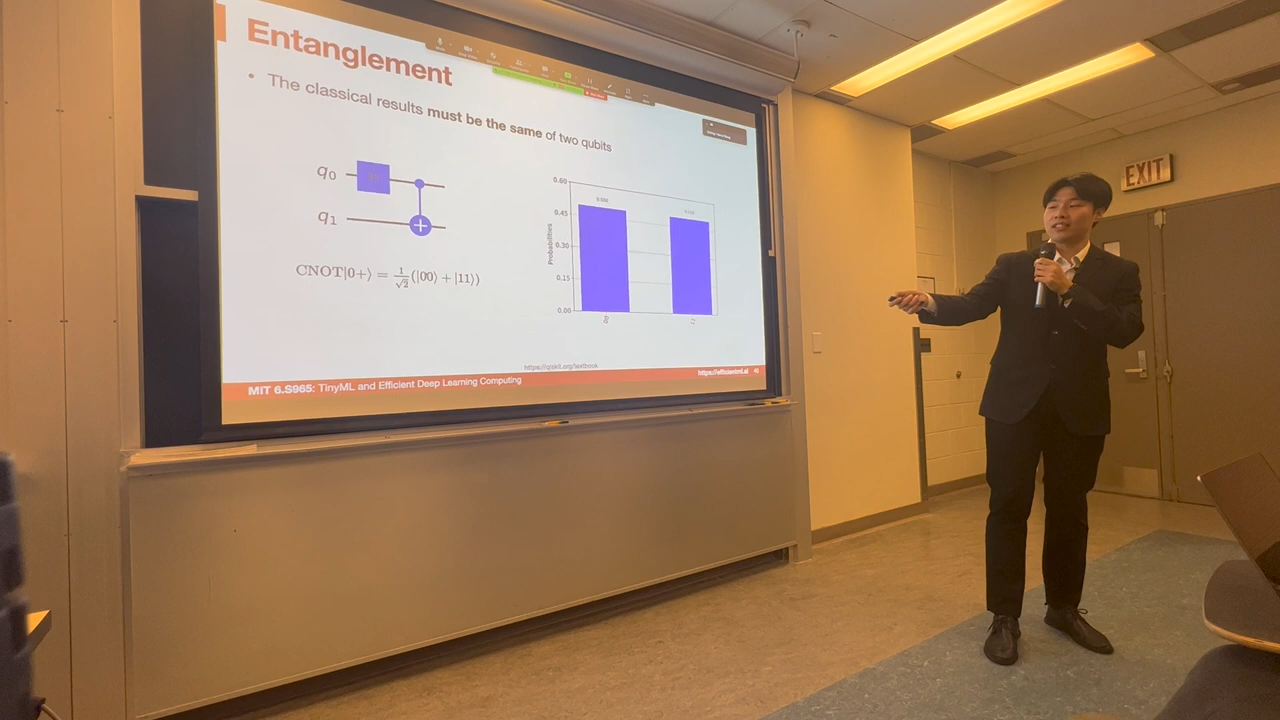 Entanglement
• The classical results must be the same of two qubits
q₀
q₁
CNOT|0+⟩ = 1/√2 (|00⟩ + |11⟩)
Probabilities
0.60
0.45
0.30
0.15
0.00
00
11
https://qiskit.org/textbook
MIT 6.S965: TinyML and Efficient Deep Learning Computing
https://efficientml.ai
EXIT